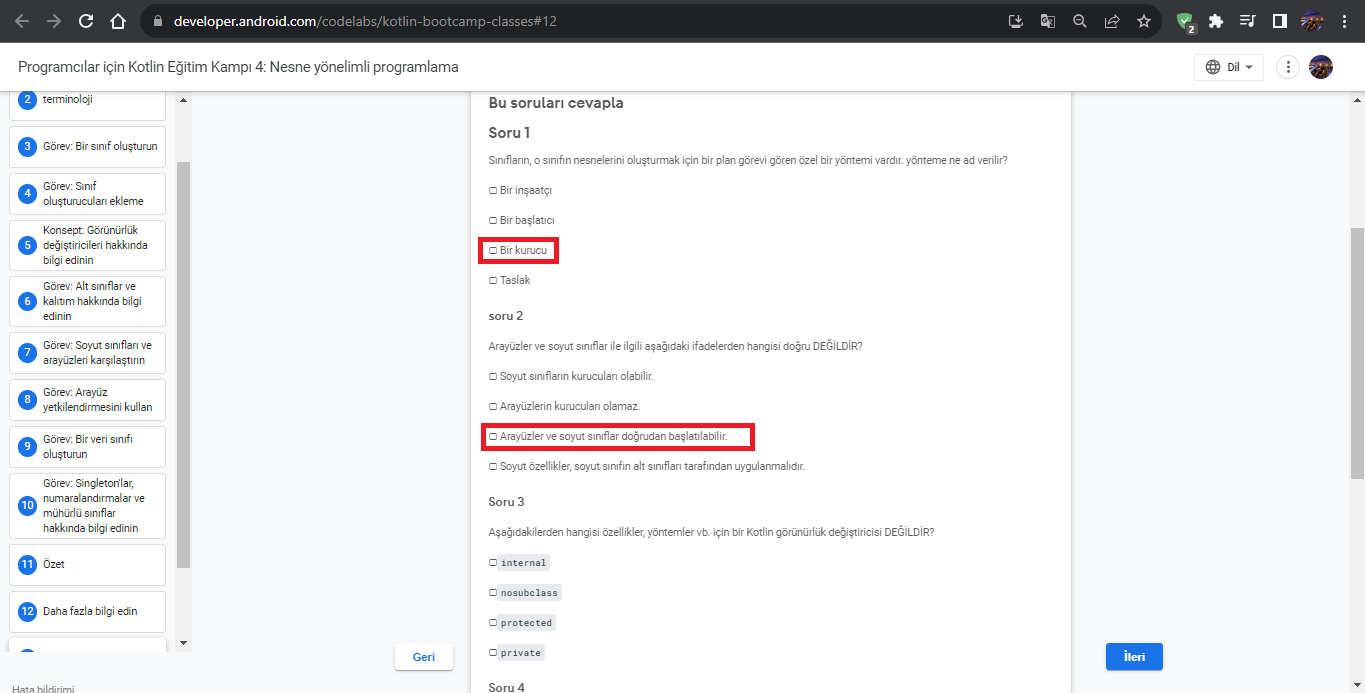 developer.android.com/codelabs/kotlin-bootcamp-classes#12
2
Programcılar için Kotlin Eğitim Kampı 4: Nesne yönelimli programlama
Dil
2 terminoloji
3 Görev: Bir sınıf oluşturun
4 Görev: Sınıf
oluşturucuları ekleme
5 Konsept: Görünürlük
değiştiricileri hakkında
bilgi edinin
6 Görev: Alt sınıflar ve
kalıtım hakkında bilgi
edinin
7 Görev: Soyut sınıfları ve
arayüzleri karşılaştırın
8 Görev: Arayüz
yetkilendirmesini kullan
9 Görev: Bir veri sınıfı
oluşturun
10 Görev: Singleton'lar,
numaralandırmalar ve
mühürlü sınıflar
hakkında bilgi edinin
11 Özet
12 Daha fazla bilgi edin
Hata bildirimi
Bu soruları cevapla
Soru 1
Sınıfların, o sınıfın nesnelerini oluşturmak için bir plan görevi gören özel bir yöntemi vardır. yönteme ne ad verilir?
Bir inşaatçı
Bir başlatıcı
Bir kurucu
Taslak
soru 2
Arayüzler ve soyut sınıflar ile ilgili aşağıdaki ifadelerden hangisi doğru DEĞİLDİR?
Soyut sınıfların kurucuları olabilir.
Arayüzlerin kurucuları olamaz.
Arayüzler ve soyut sınıflar doğrudan başlatılabilir.
Soyut özellikler, soyut sınıfın alt sınıfları tarafından uygulanmalıdır.
Soru 3
Aşağıdakilerden hangisi özellikler, yöntemler vb. için bir Kotlin görünürlük değiştiricisi DEĞİLDİR?
internal
nosubclass
protected
private
Soru 4
Geri
İleri